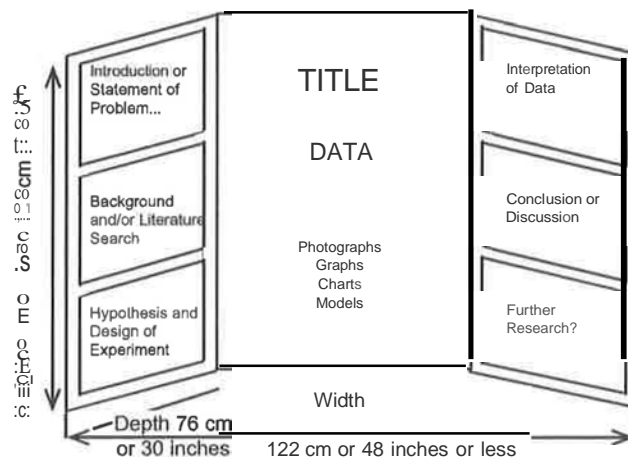 Introduction or
Statement of
Problem...
Background
and/or Literature
Search
Hypothesis and
Design of
Experiment
TITLE
DATA
Photographs
Graphs
Charts
Models
Interpretation
of Data
Conclusion or
Discussion
Further
Research?
Width
Depth 76 cm
or 30 inches
122 cm or 48 inches or less